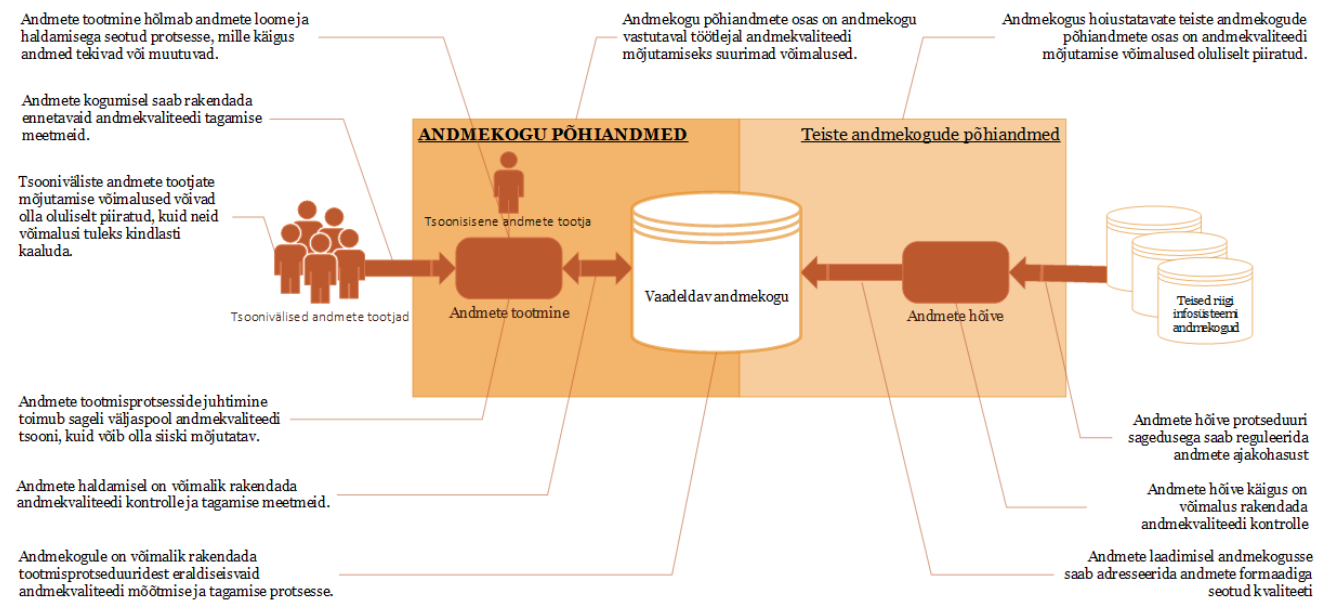 Andmete tootmine hõlmab andmete loome ja
haldamisega seotud protsesse, mille käigus
andmed tekivad või muutuvad.
Andmekogu põhiandmete osas on andmekogu
vastutaval töötlejal andmekvaliteedi
mõjutamiseks suurimad võimalused.
Andmekogus hoiustatavate teiste andmekogude
põhiandmete osas on andmekvaliteedi
mõjutamise võimalused oluliselt piiratud.
Andmete kogumisel saab rakendada
ennetavaid andmekvaliteedi tagamise
meetmeid.
Tsooniväliste andmete tootjate
mõjutamise võimalused võivad
olla oluliselt piiratud, kuid neid
võimalusi tuleks kindlasti
kaaluda.
ANDMEKOGU PÕHIANDMED
Teiste andmekogude põhiandmed
Tsoonisisene andmete tootja
Tsoonivälised andmete tootjad
Andmete tootmine
Vaadeldav andmekogu
Andmete hõive
Teised riigi
infosüsteemi
andmekogud
Andmete tootmisprotsesside juhtimine
toimub sageli väljaspool andmekvaliteedi
tsooni, kuid võib olla siiski mõjutatav.
Andmete haldamisel on võimalik rakendada
andmekvaliteedi kontrolle ja tagamise meetmeid.
Andmekogule on võimalik rakendada
tootmisprotseduuridest eraldiseisvaid
andmekvaliteedi mõõtmise ja tagamise protsesse.
Andmete hõive protseduuri
sagedusega saab reguleerida
andmete ajakohasust
Andmete hõive käigus on
võimalus rakendada
andmekvaliteedi kontrolle
Andmete laadimisel andmekogusse
saab adresseerida andmete formaadiga
seotud kvaliteeti